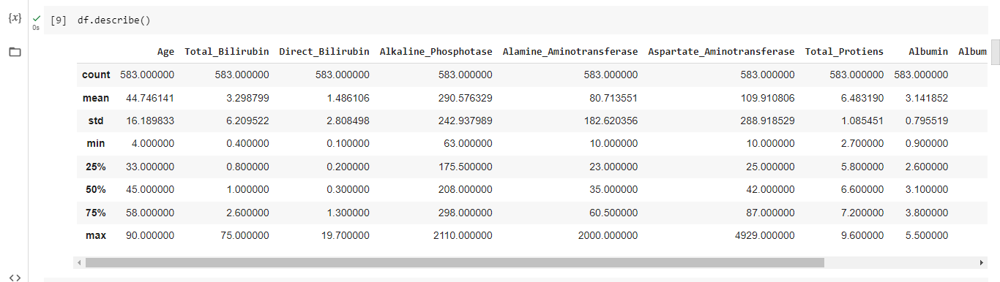 {x} [9] df.describe()
0s
Age Total_Bilirubin Direct_Bilirubin Alkaline_Phosphotase Alamine_Aminotransferase Aspartate_Aminotransferase Total_Protiens Albumin Album
count 583.000000 583.000000 583.000000 583.000000 583.000000 583.000000 583.000000 583.000000
mean 44.746141 3.298799 1.486106 290.576329 80.713551 109.910806 6.483190 3.141852
std 16.189833 6.209522 2.808498 242.937989 182.620356 288.918529 1.085451 0.795519
min 4.000000 0.400000 0.100000 63.000000 10.000000 10.000000 2.700000 0.900000
25% 33.000000 0.800000 0.200000 175.500000 23.000000 25.000000 5.800000 2.600000
50% 45.000000 1.000000 0.300000 208.000000 35.000000 42.000000 6.600000 3.100000
75% 58.000000 2.600000 1.300000 298.000000 60.500000 87.000000 7.200000 3.800000
max 90.000000 75.000000 19.700000 2110.000000 2000.000000 4929.000000 9.600000 5.500000